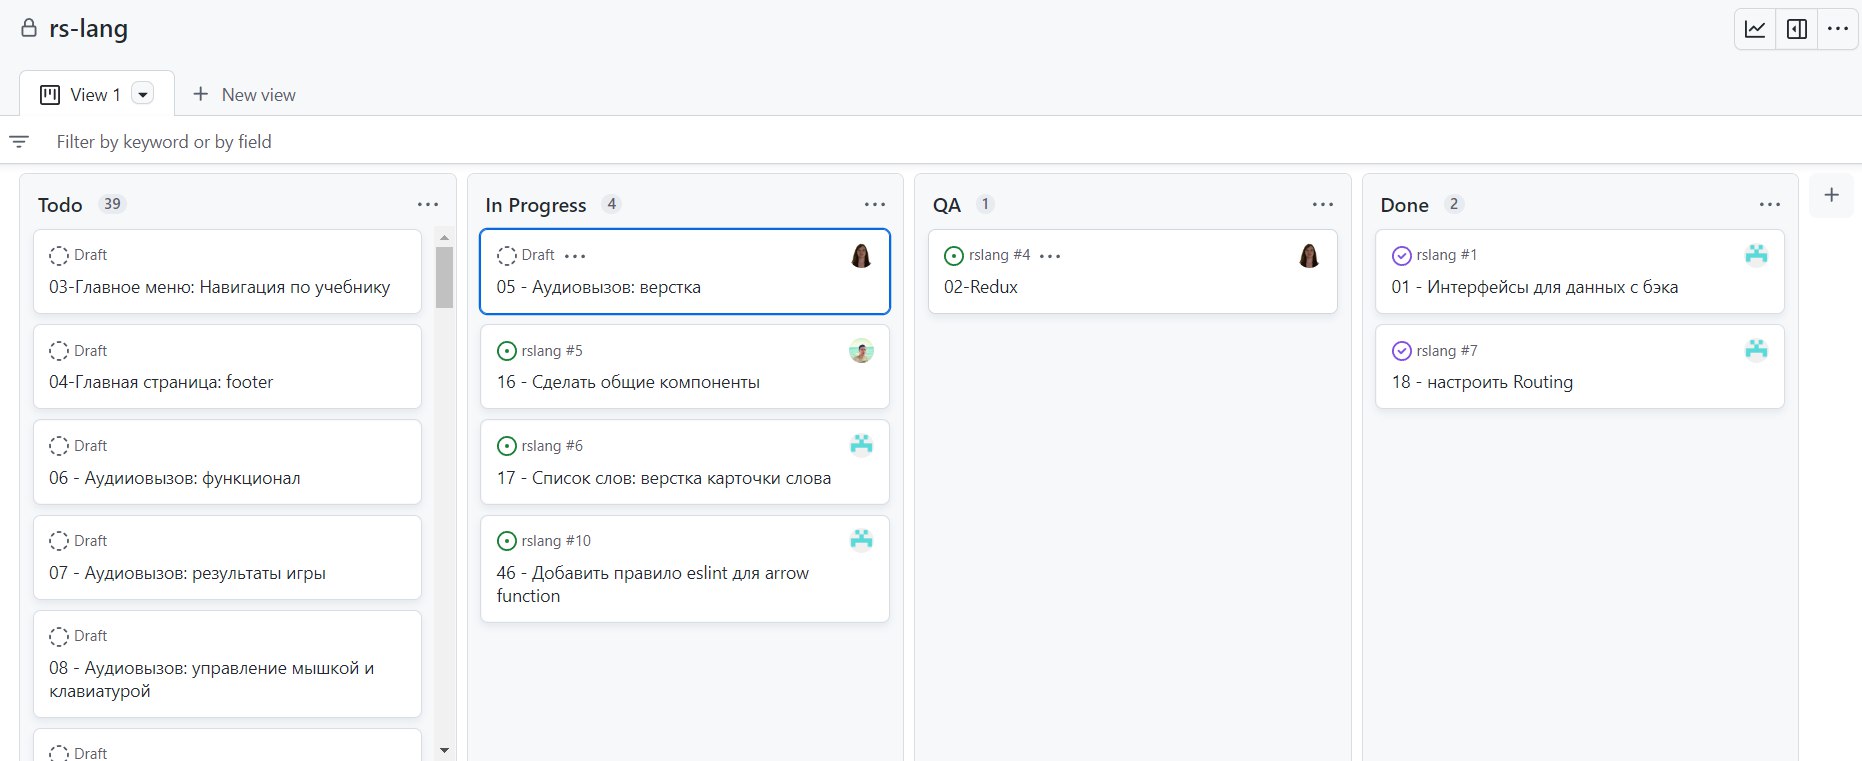 rs-lang
View 1
New view
Filter by keyword or by field
Todo 39
Draft
03-Главное меню: Навигация по учебнику
Draft
04-Главная страница: footer
Draft
06 - Аудииовызов: функционал
Draft
07 - Аудиовызов: результаты игры
Draft
08 - Аудиовызов: управление мышкой и
клавиатурой
Draft
In Progress 4
Draft
05 - Аудиовызов: верстка
rslang #5
16 - Сделать общие компоненты
rslang #6
17 - Список слов: верстка карточки слова
rslang #10
46 - Добавить правило eslint для arrow
function
QA 1
rslang #4
02-Redux
Done 2
rslang #1
01 - Интерфейсы для данных с бэка
rslang #7
18 - настроить Routing